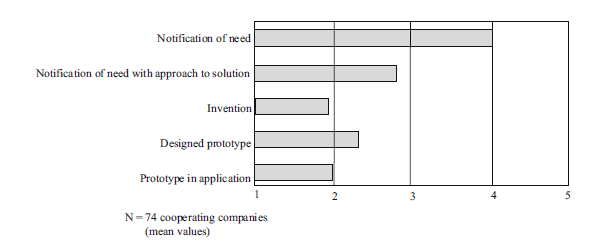 Notification of need
Notification of need with approach to solution
Invention
Designed prototype
Prototype in application
1 2 3 4 5
N = 74 cooperating companies
(mean values)